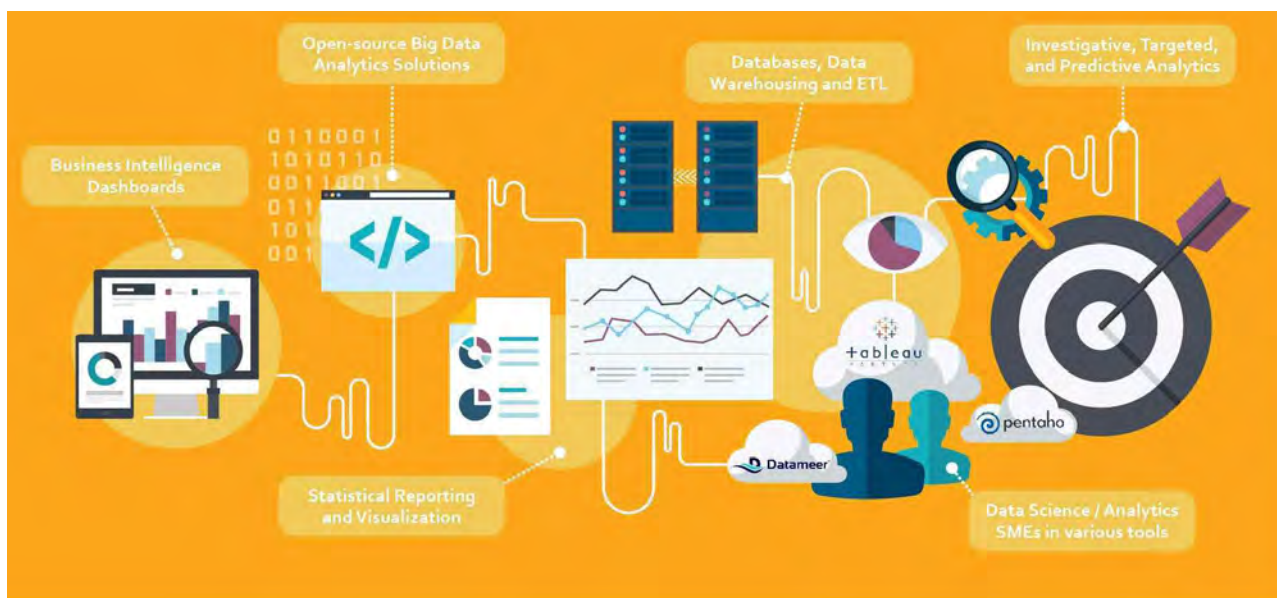 Open-source Big Data
Analytics Solutions
Databases, Data
Warehousing and ETL
Investigative, Targeted,
and Predictive Analytics
Business Intelligence
Dashboards
0110001
1010110
0011001
</>
tableau
pentaho
Datameer
Statistical Reporting
and Visualization
Data Science / Analytics
SMEs in various tools